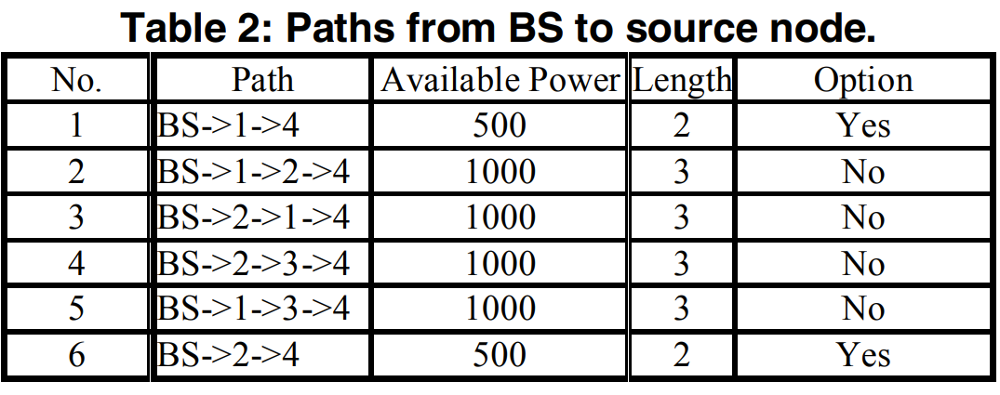 Table 2: Paths from BS to source node.
No. Path Available Power Length Option
1 BS->1->4 500 2 Yes
2 BS->1->2->4 1000 3 No
3 BS->2->1->4 1000 3 No
4 BS->2->3->4 1000 3 No
5 BS->1->3->4 1000 3 No
6 BS->2->4 500 2 Yes